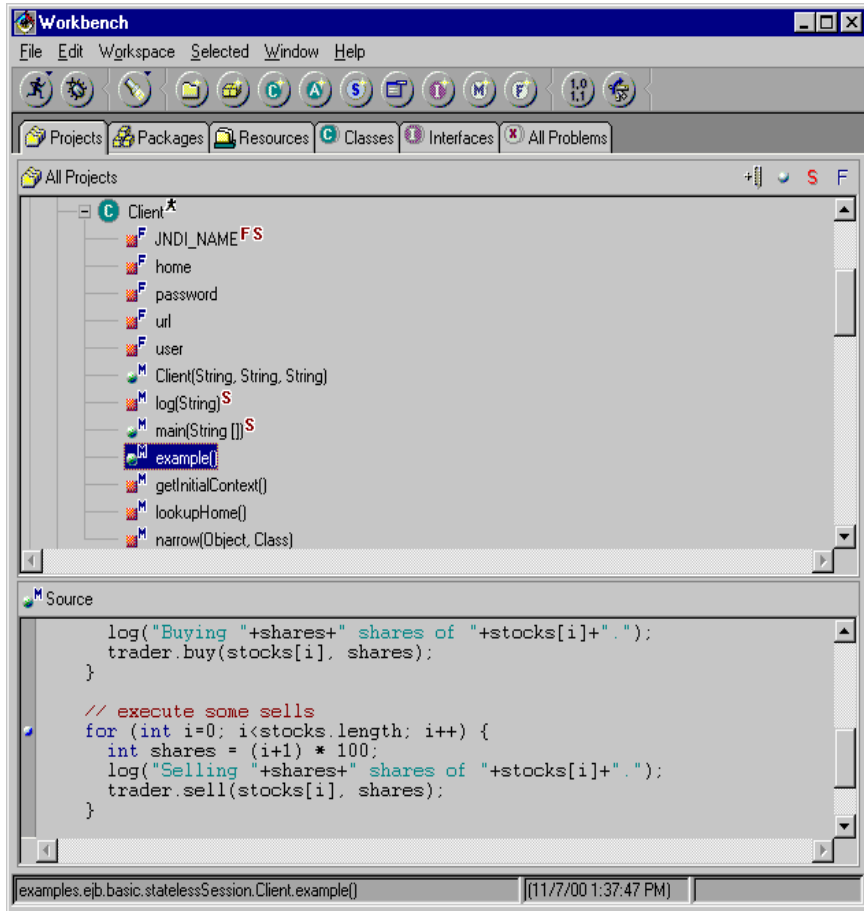 Workbench
File Edit Workspace Selected Window Help
C A S I M F 1.0 1.1
Projects Packages Resources C Classes I Interfaces X All Problems
All Projects S F
C Client
F JNDI_NAME F S
F home
F password
F url
F user
M Client(String, String, String)
M log(String) S
M main(String []) S
M example()
M getInitialContext()
M lookupHome()
M narrow(Object, Class)
M Source
log("Buying "+shares+" shares of "+stocks[i]+".");
trader.buy(stocks[i], shares);
}
// execute some sells
for (int i=0; i<stocks.length; i++) {
int shares = (i+1) * 100;
log("Selling "+shares+" shares of "+stocks[i]+".");
trader.sell(stocks[i], shares);
}
examples.ejb.basic.statelessSession.Client.example() (11/7/00 1:37:47 PM)